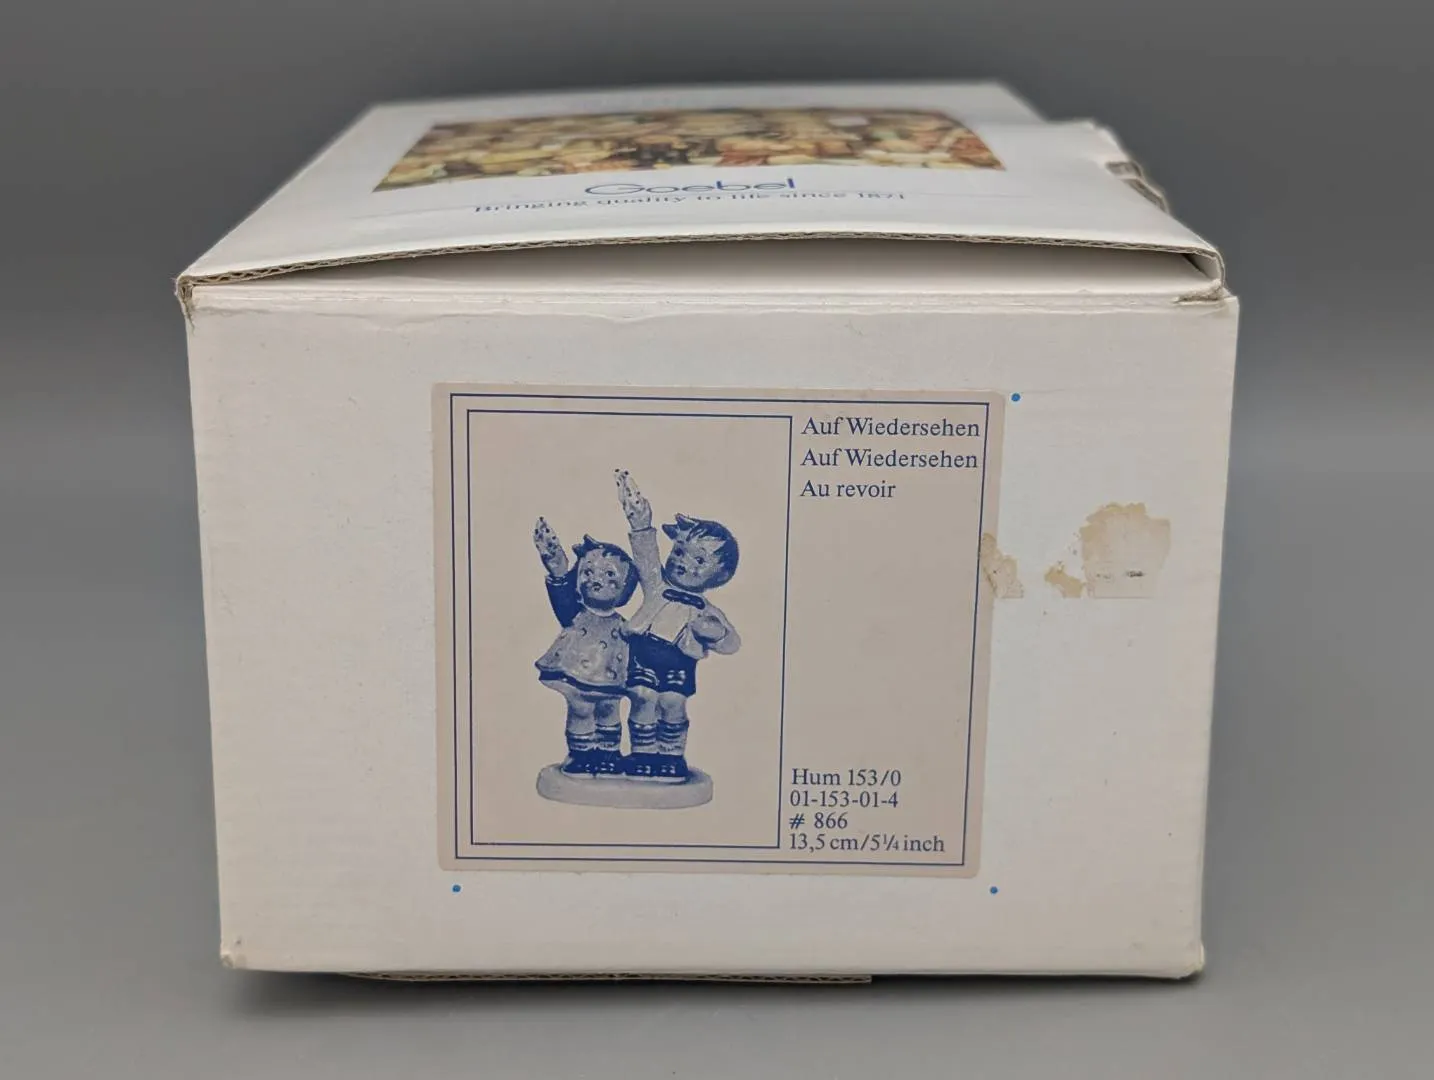 Goebel
Bringing quality to life since 1871
Auf Wiedersehen
Auf Wiedersehen
Au revoir
Hum 153/0
01-153-01-4
# 866
13,5 cm/5¼ inch